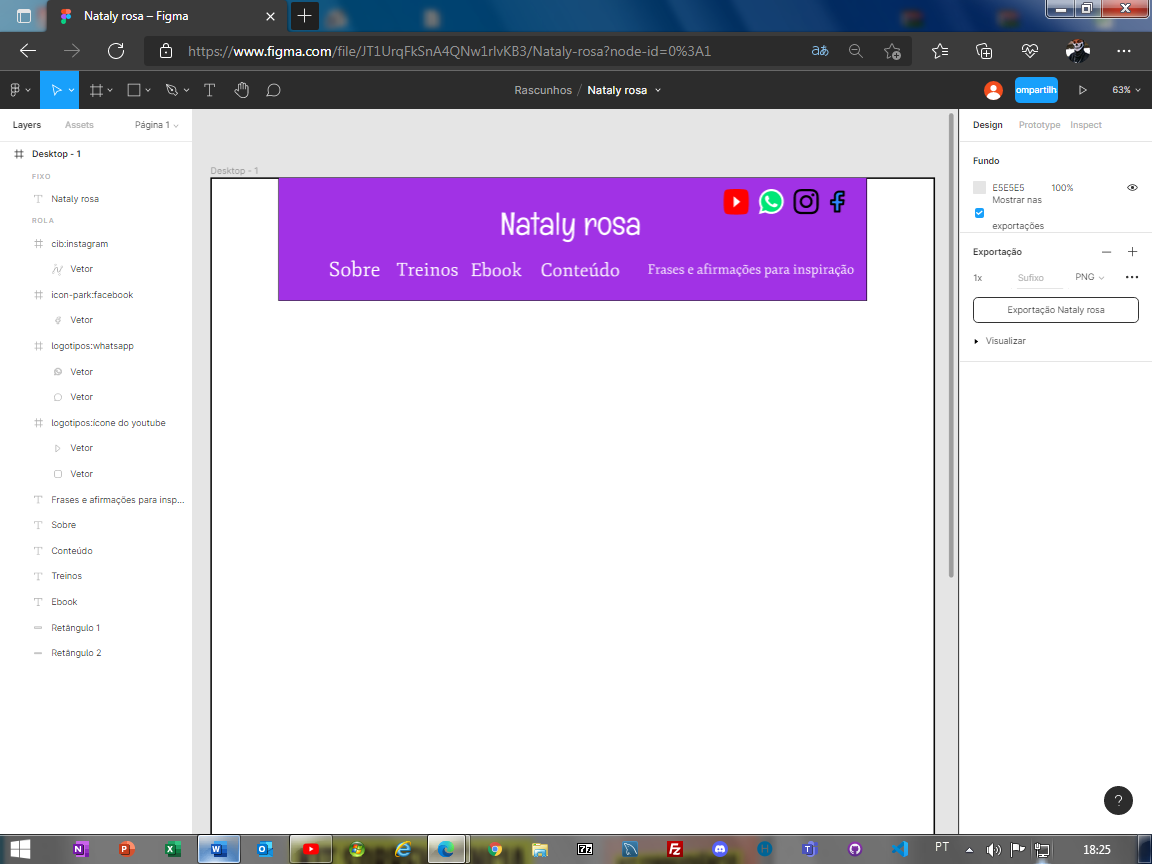 Nataly rosa – Figma
https://www.figma.com/file/JT1UrqFkSnA4QNw1rlvKB3/Nataly-rosa?node-id=0%3A1
Rascunhos / Nataly rosa
ompartilh
63%
Layers
Assets
Página 1
Desktop - 1
FIXO
Nataly rosa
ROLA
cib:instagram
Vetor
icon-park:facebook
Vetor
logotipos:whatsapp
Vetor
Vetor
logotipos:ícone do youtube
Vetor
Vetor
Frases e afirmações para insp...
Sobre
Conteúdo
Treinos
Ebook
Retângulo 1
Retângulo 2
Desktop - 1
Nataly rosa
Sobre Treinos Ebook Conteúdo Frases e afirmações para inspiração
Design
Prototype
Inspect
Fundo
E5E5E5 100%
Mostrar nas
exportações
Exportação
1x Sufixo PNG
Exportação Nataly rosa
Visualizar
?
PT
18:25